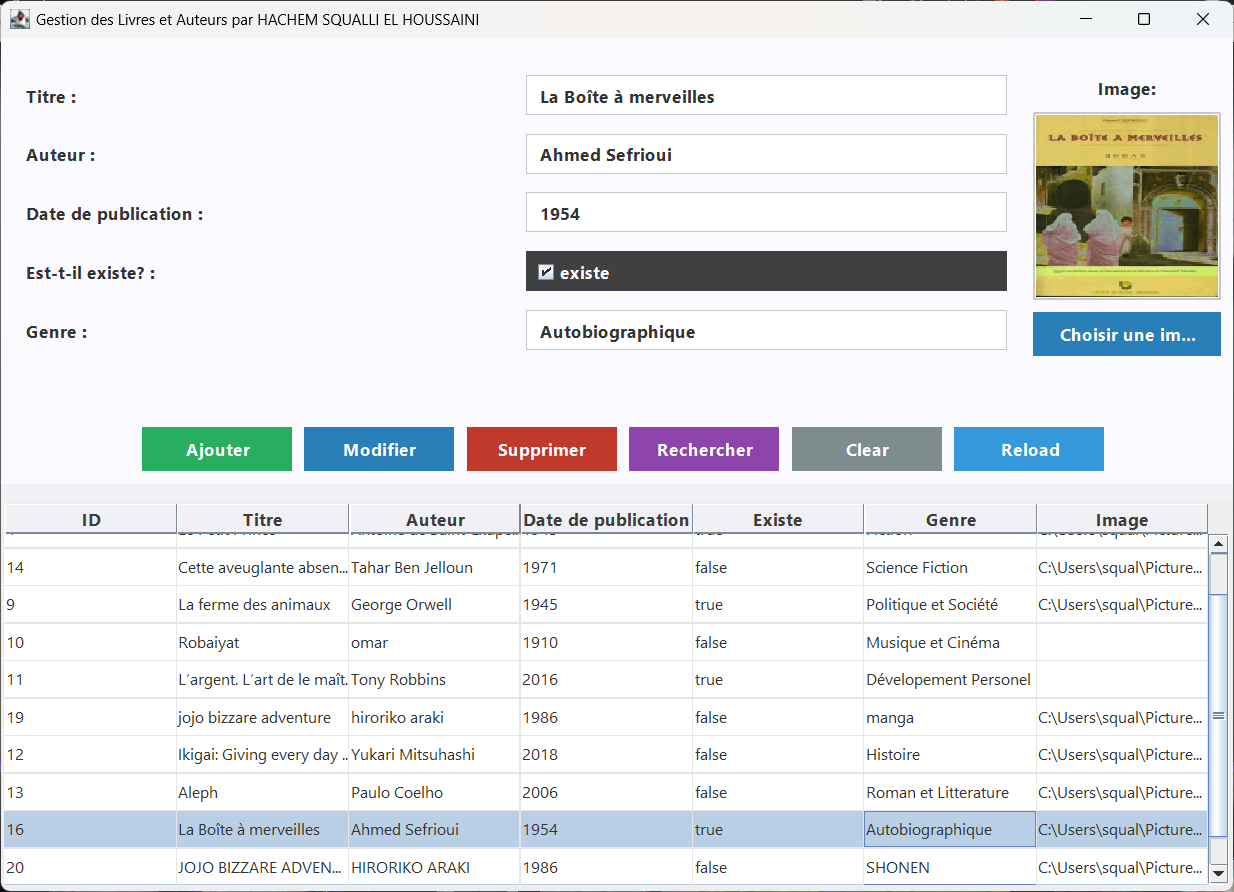 Gestion des Livres et Auteurs par HACHEM SQUALLI EL HOUSSAINI
Titre : La Boîte à merveilles
Auteur : Ahmed Sefrioui
Date de publication : 1954
Est-t-il existe? : existe
Genre : Autobiographique
Image:
LA BOÎTE A MERVEILLES
ROMAN
Choisir une im...
Ajouter Modifier Supprimer Rechercher Clear Reload
ID Titre Auteur Date de publication Existe Genre Image
14 Cette aveuglante absen... Tahar Ben Jelloun 1971 false Science Fiction C:\Users\squal\Picture...
9 La ferme des animaux George Orwell 1945 true Politique et Société C:\Users\squal\Picture...
10 Robaiyat omar 1910 false Musique et Cinéma
11 L´argent. L´art de le maît. Tony Robbins 2016 true Dévelopement Personel
19 jojo bizzare adventure hiroriko araki 1986 false manga C:\Users\squal\Picture...
12 Ikigai: Giving every day .. Yukari Mitsuhashi 2018 false Histoire C:\Users\squal\Picture...
13 Aleph Paulo Coelho 2006 false Roman et Litterature C:\Users\squal\Picture...
16 La Boîte à merveilles Ahmed Sefrioui 1954 true Autobiographique C:\Users\squal\Picture...
20 JOJO BIZZARE ADVEN... HIRORIKO ARAKI 1986 false SHONEN C:\Users\squal\Picture...